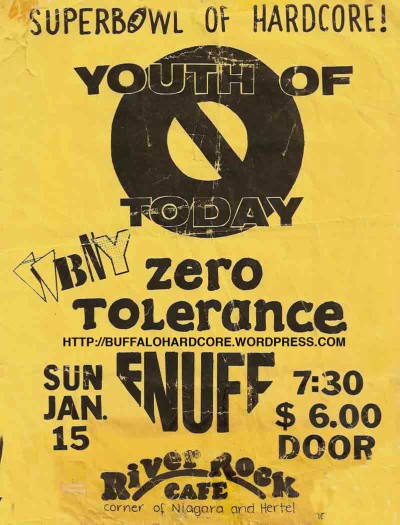 SUPERBOWL OF HARDCORE!
YOUTH OF
TODAY
WBNY
Zero
Tolerance
HTTP://BUFFALOHARDCORE.WORDPRESS.COM
ENUFF
SUN
JAN.
15
7:30
$ 6.00
DOOR
River Rock
CAFE
corner of Niagara and Hertel